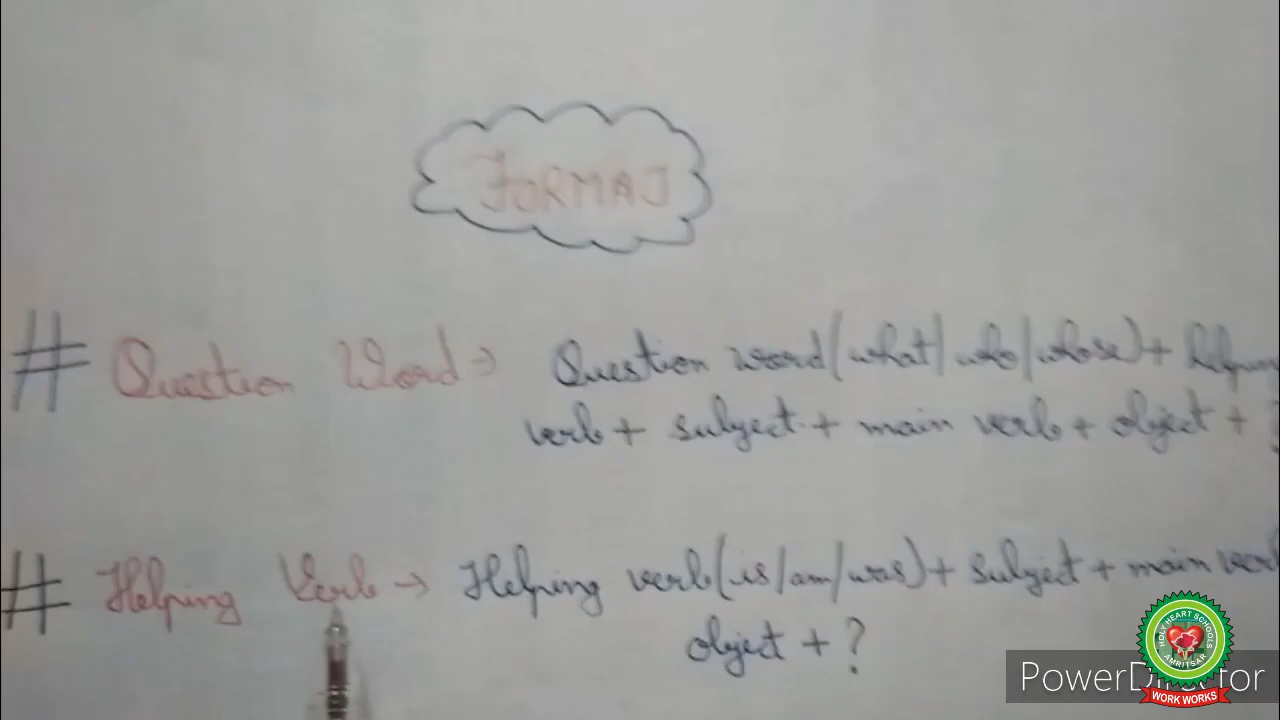 FORMAT
# Question Word → Question word (what/who/whose) + helping
verb + subject + main verb + object + ?
# Helping Verb → Helping verb (is/am/was) + subject + main verb
object + ?
HOLY HEART SCHOOLS
AMRITSAR
WORK WORKS
PowerDirector